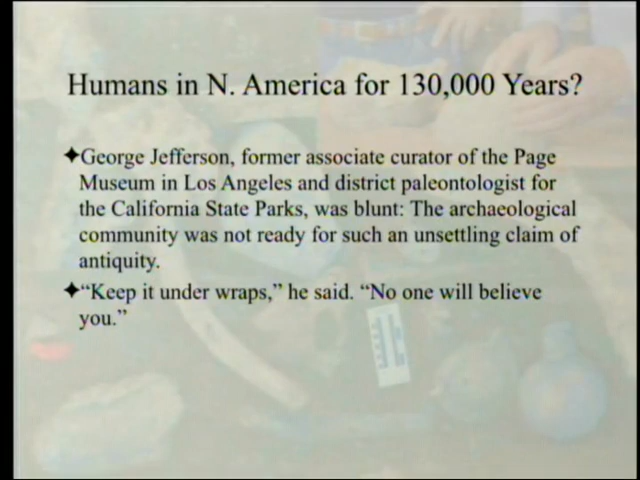 Humans in N. America for 130,000 Years?
✦George Jefferson, former associate curator of the Page
Museum in Los Angeles and district paleontologist for
the California State Parks, was blunt: The archaeological
community was not ready for such an unsettling claim of
antiquity.
✦“Keep it under wraps,” he said. “No one will believe
you.”